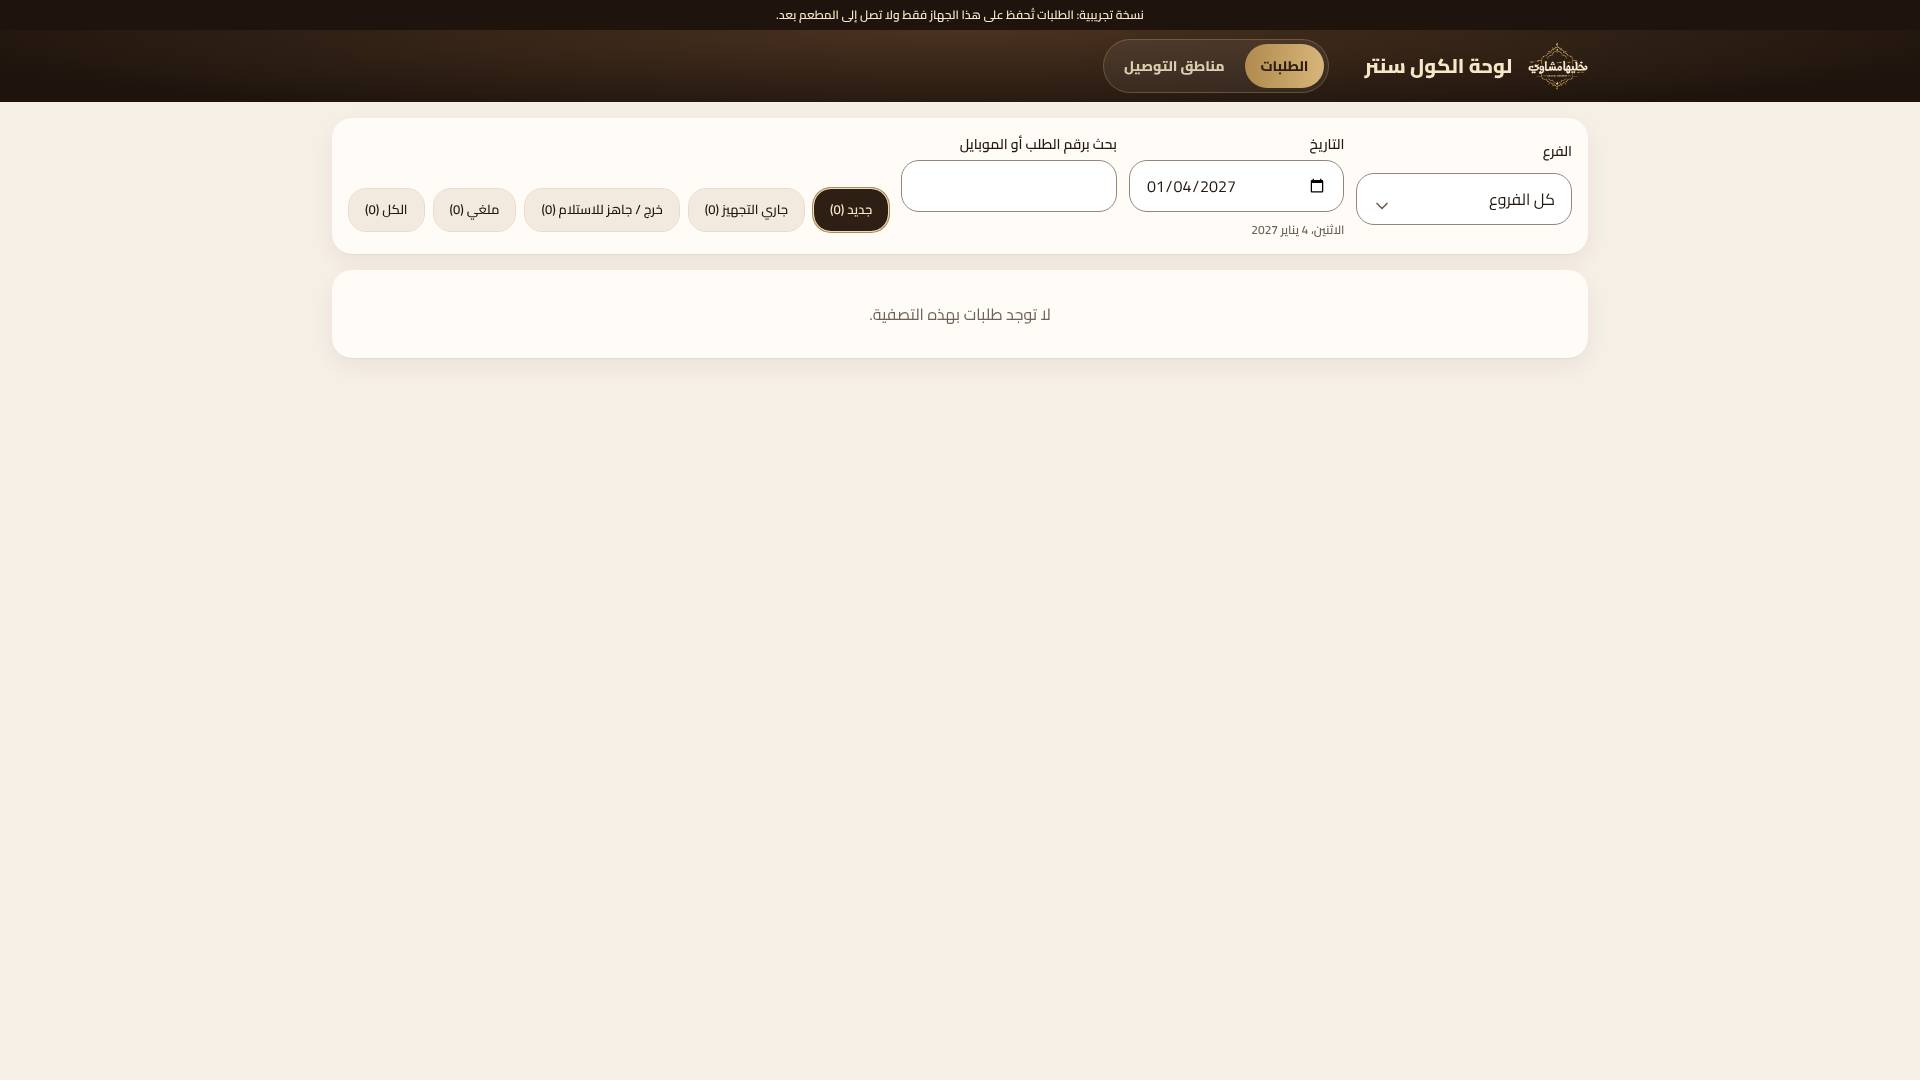 نسخة تجريبية: الطلبات تُحفظ على هذا الجهاز فقط ولا تصل إلى المطعم بعد.
خليها مشاوي
لوحة الكول سنتر
الطلبات
مناطق التوصيل
الفرع
كل الفروع
التاريخ
01/04/2027
الاثنين، 4 يناير 2027
بحث برقم الطلب أو الموبايل
جديد (0)
جاري التجهيز (0)
خرج / جاهز للاستلام (0)
ملغي (0)
الكل (0)
لا توجد طلبات بهذه التصفية.